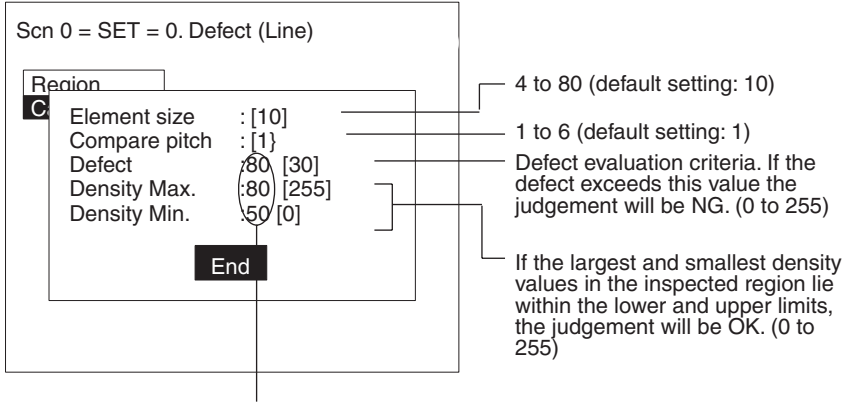 Scn 0 = SET = 0. Defect (Line)
Region
Element size : [10]
Compare pitch : [1}
Defect :80 [30]
Density Max. :80 [255]
Density Min. :50 [0]
End
4 to 80 (default setting: 10)
1 to 6 (default setting: 1)
Defect evaluation criteria. If the
defect exceeds this value the
judgement will be NG. (0 to 255)
If the largest and smallest density
values in the inspected region lie
within the lower and upper limits,
the judgement will be OK. (0 to
255)